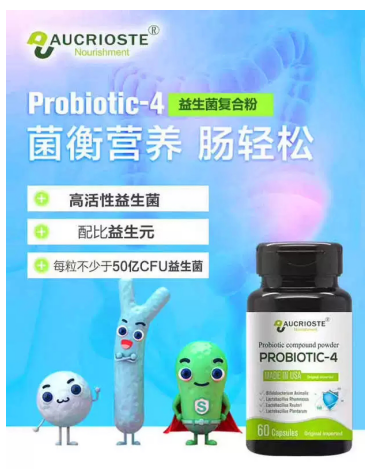 AUCRIOSTE®
Nourishment
Probiotic-4 益生菌复合粉
菌衡营养 肠轻松
高活性益生菌
配比益生元
每粒不少于50亿CFU益生菌
AUCRIOSTE®
Nourishment
Probiotic compound powder
PROBIOTIC-4
MADE IN USA Original imported
Bifidobacterium Animalis
Lactobacillus Rhamnosus
Lactobacillus Reuteri
Lactobacillus Plantarum
60 Capsules Original imported
S